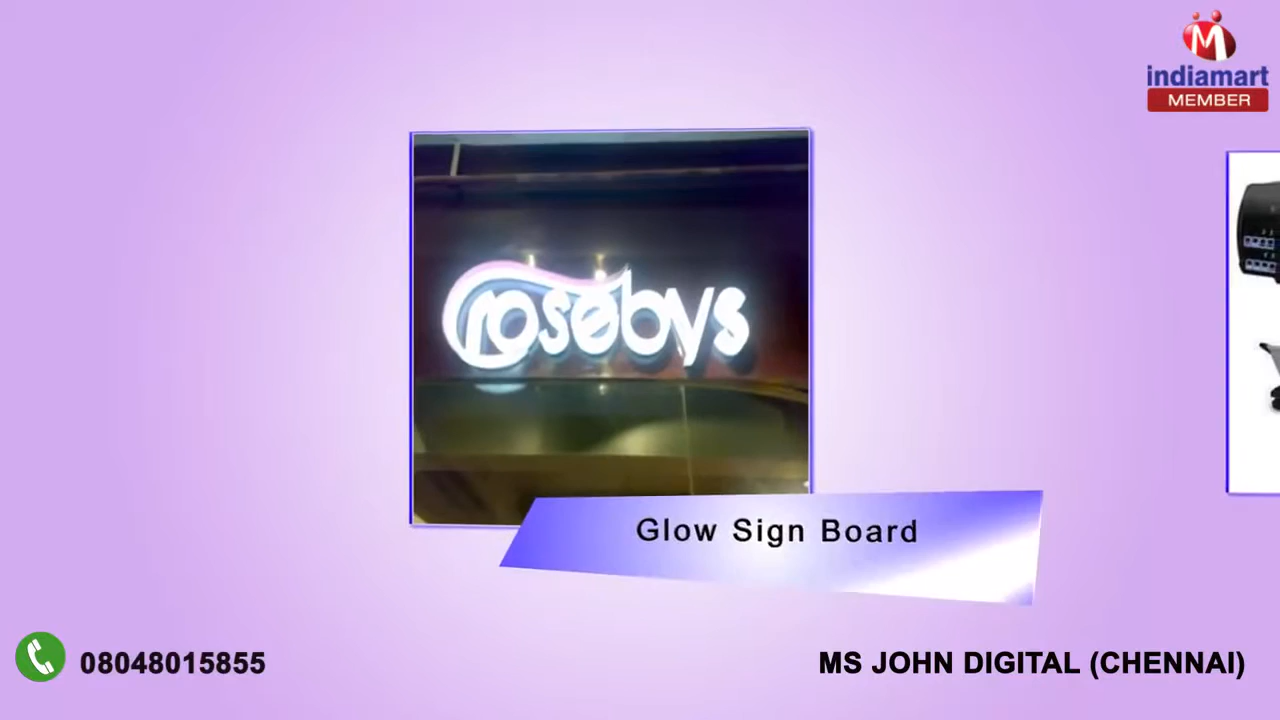 indiamart
MEMBER
rosebys
Glow Sign Board
08048015855
MS JOHN DIGITAL (CHENNAI)